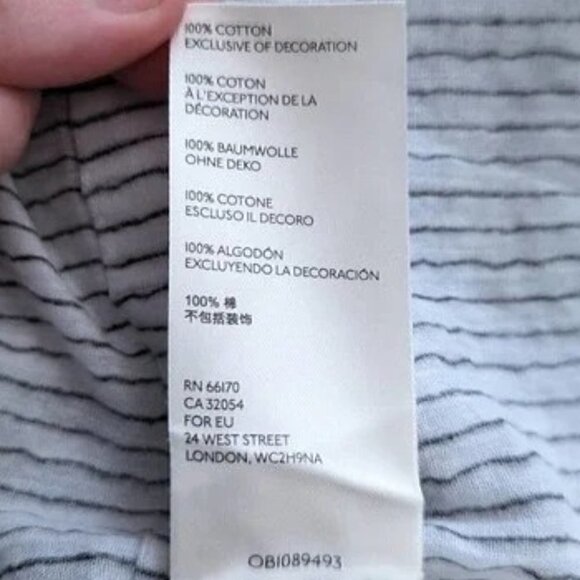 100% COTTON
EXCLUSIVE OF DECORATION
100% COTON
À L'EXCEPTION DE LA
DÉCORATION
100% BAUMWOLLE
OHNE DEKO
100% COTONE
ESCLUSO IL DECORO
100% ALGODÓN
EXCLUYENDO LA DECORACIÓN
100% 棉
不包括装饰
RN 66170
CA 32054
FOR EU
24 WEST STREET
LONDON, WC2H9NA
OB1089493